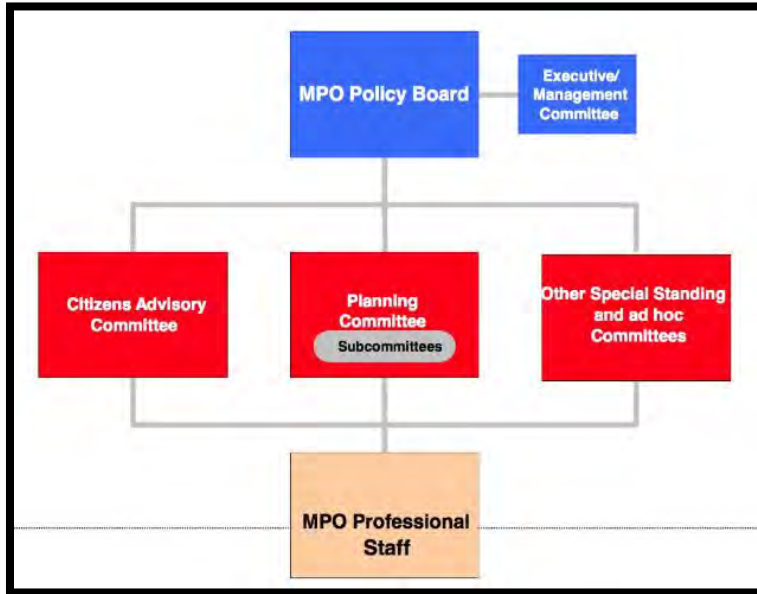 MPO Policy Board
Executive/
Management
Committee
Citizens Advisory
Committee
Planning
Committee
Subcommittees
Other Special Standing
and ad hoc
Committees
MPO Professional
Staff